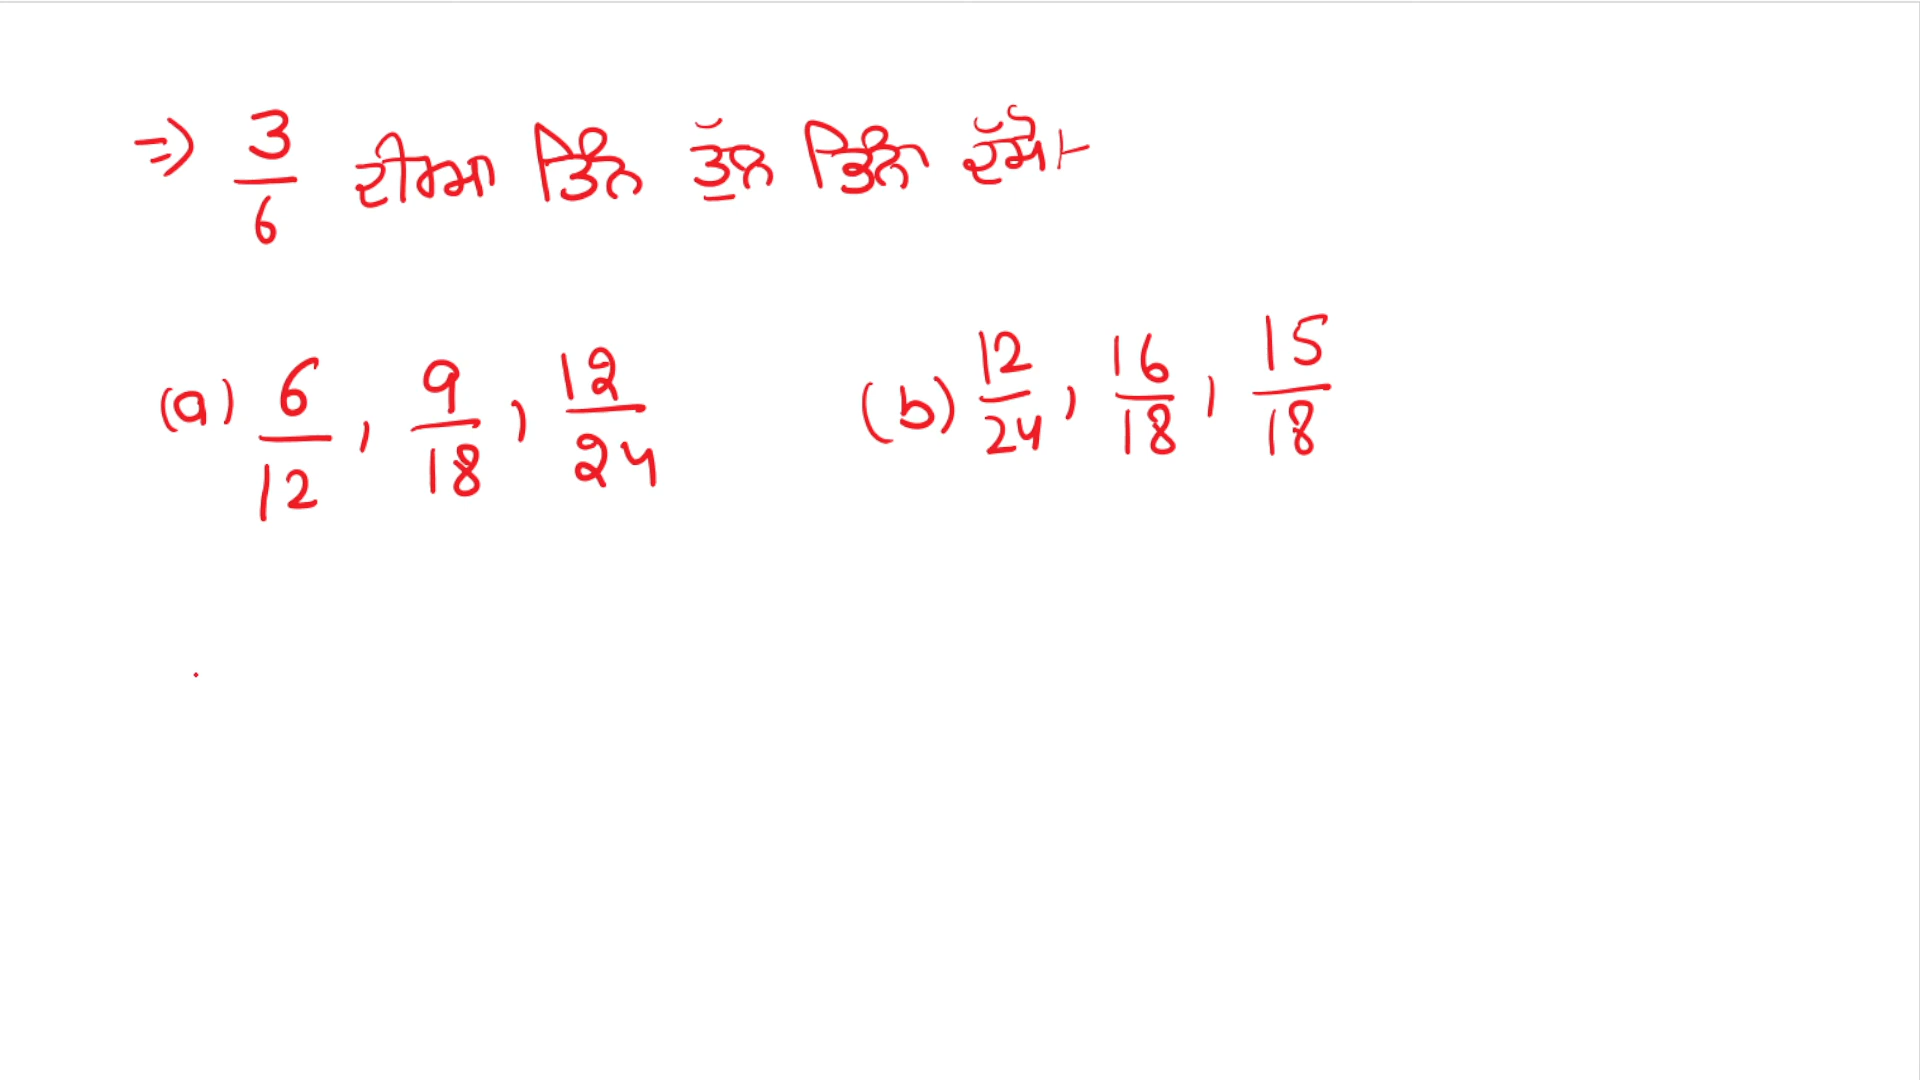 ⇒ 3/6 ਦੀਆਂ ਤਿੰਨ ਤੁੱਲ ਭਿੰਨਾਂ ਦੱਸੋ।
(a) 6/12, 9/18, 12/24 (b) 12/24, 16/18, 15/18